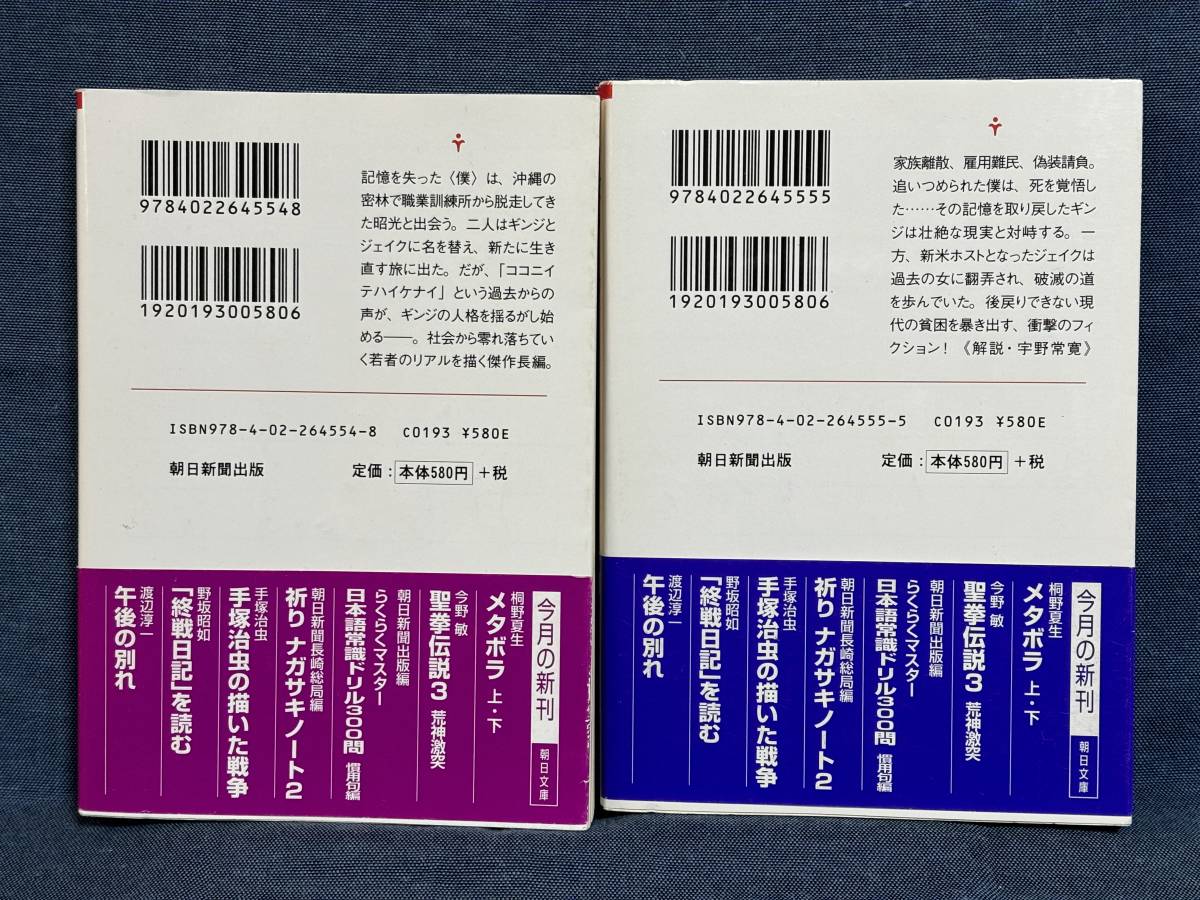 9784022645548
1920193005806
記憶を失った〈僕〉は、沖縄の
密林で職業訓練所から脱走してき
た昭光と出会う。二人はギンジと
ジェイクに名を替え、新たに生き
直す旅に出た。だが、「ココニイ
テハイケナイ」という過去からの
声が、ギンジの人格を揺るがし始
める――。社会から零れ落ちてい
く若者のリアルを描く傑作長編。
ISBN978-4-02-264554-8 C0193 ¥580E
朝日新聞出版 定価：本体580円+税
今月の新刊 朝日文庫
桐野夏生
メタボラ 上・下
今野 敏
聖拳伝説3 荒神激突
朝日新聞出版編
らくらくマスター
日本語常識ドリル300問 慣用句編
朝日新聞長崎総局編
祈り ナガサキノート2
手塚治虫
手塚治虫の描いた戦争
野坂昭如
「終戦日記」を読む
渡辺淳一
午後の別れ
9784022645555
1920193005806
家族離散、雇用難民、偽装請負。
追いつめられた僕は、死を覚悟し
た……その記憶を取り戻したギン
ジは壮絶な現実と対峙する。一
方、新米ホストとなったジェイクは
過去の女に翻弄され、破滅の道
を歩んでいた。後戻りできない現
代の貧困を暴き出す、衝撃のフィ
クション！《解説・宇野常寛》
ISBN978-4-02-264555-5 C0193 ¥580E
朝日新聞出版 定価：本体580円+税
今月の新刊 朝日文庫
桐野夏生
メタボラ 上・下
今野 敏
聖拳伝説3 荒神激突
朝日新聞出版編
らくらくマスター
日本語常識ドリル300問 慣用句編
朝日新聞長崎総局編
祈り ナガサキノート2
手塚治虫
手塚治虫の描いた戦争
野坂昭如
「終戦日記」を読む
渡辺淳一
午後の別れ